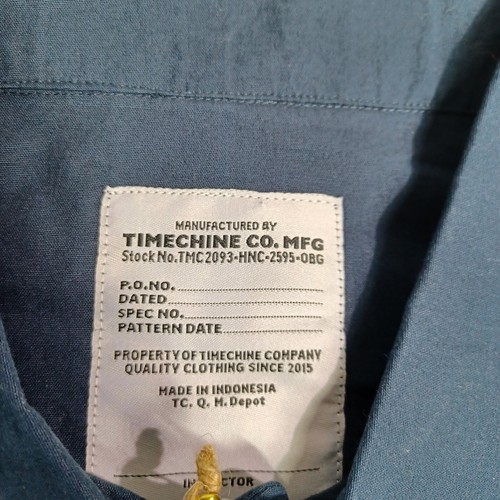 MANUFACTURED BY
TIMECHINE CO. MFG
Stock No. TMC2093-HNC-2595-OBG
P.O.NO.
DATED
SPEC NO.
PATTERN DATE
PROPERTY OF TIMECHINE COMPANY
QUALITY CLOTHING SINCE 2015
MADE IN INDONESIA
TC. Q. M. Depot